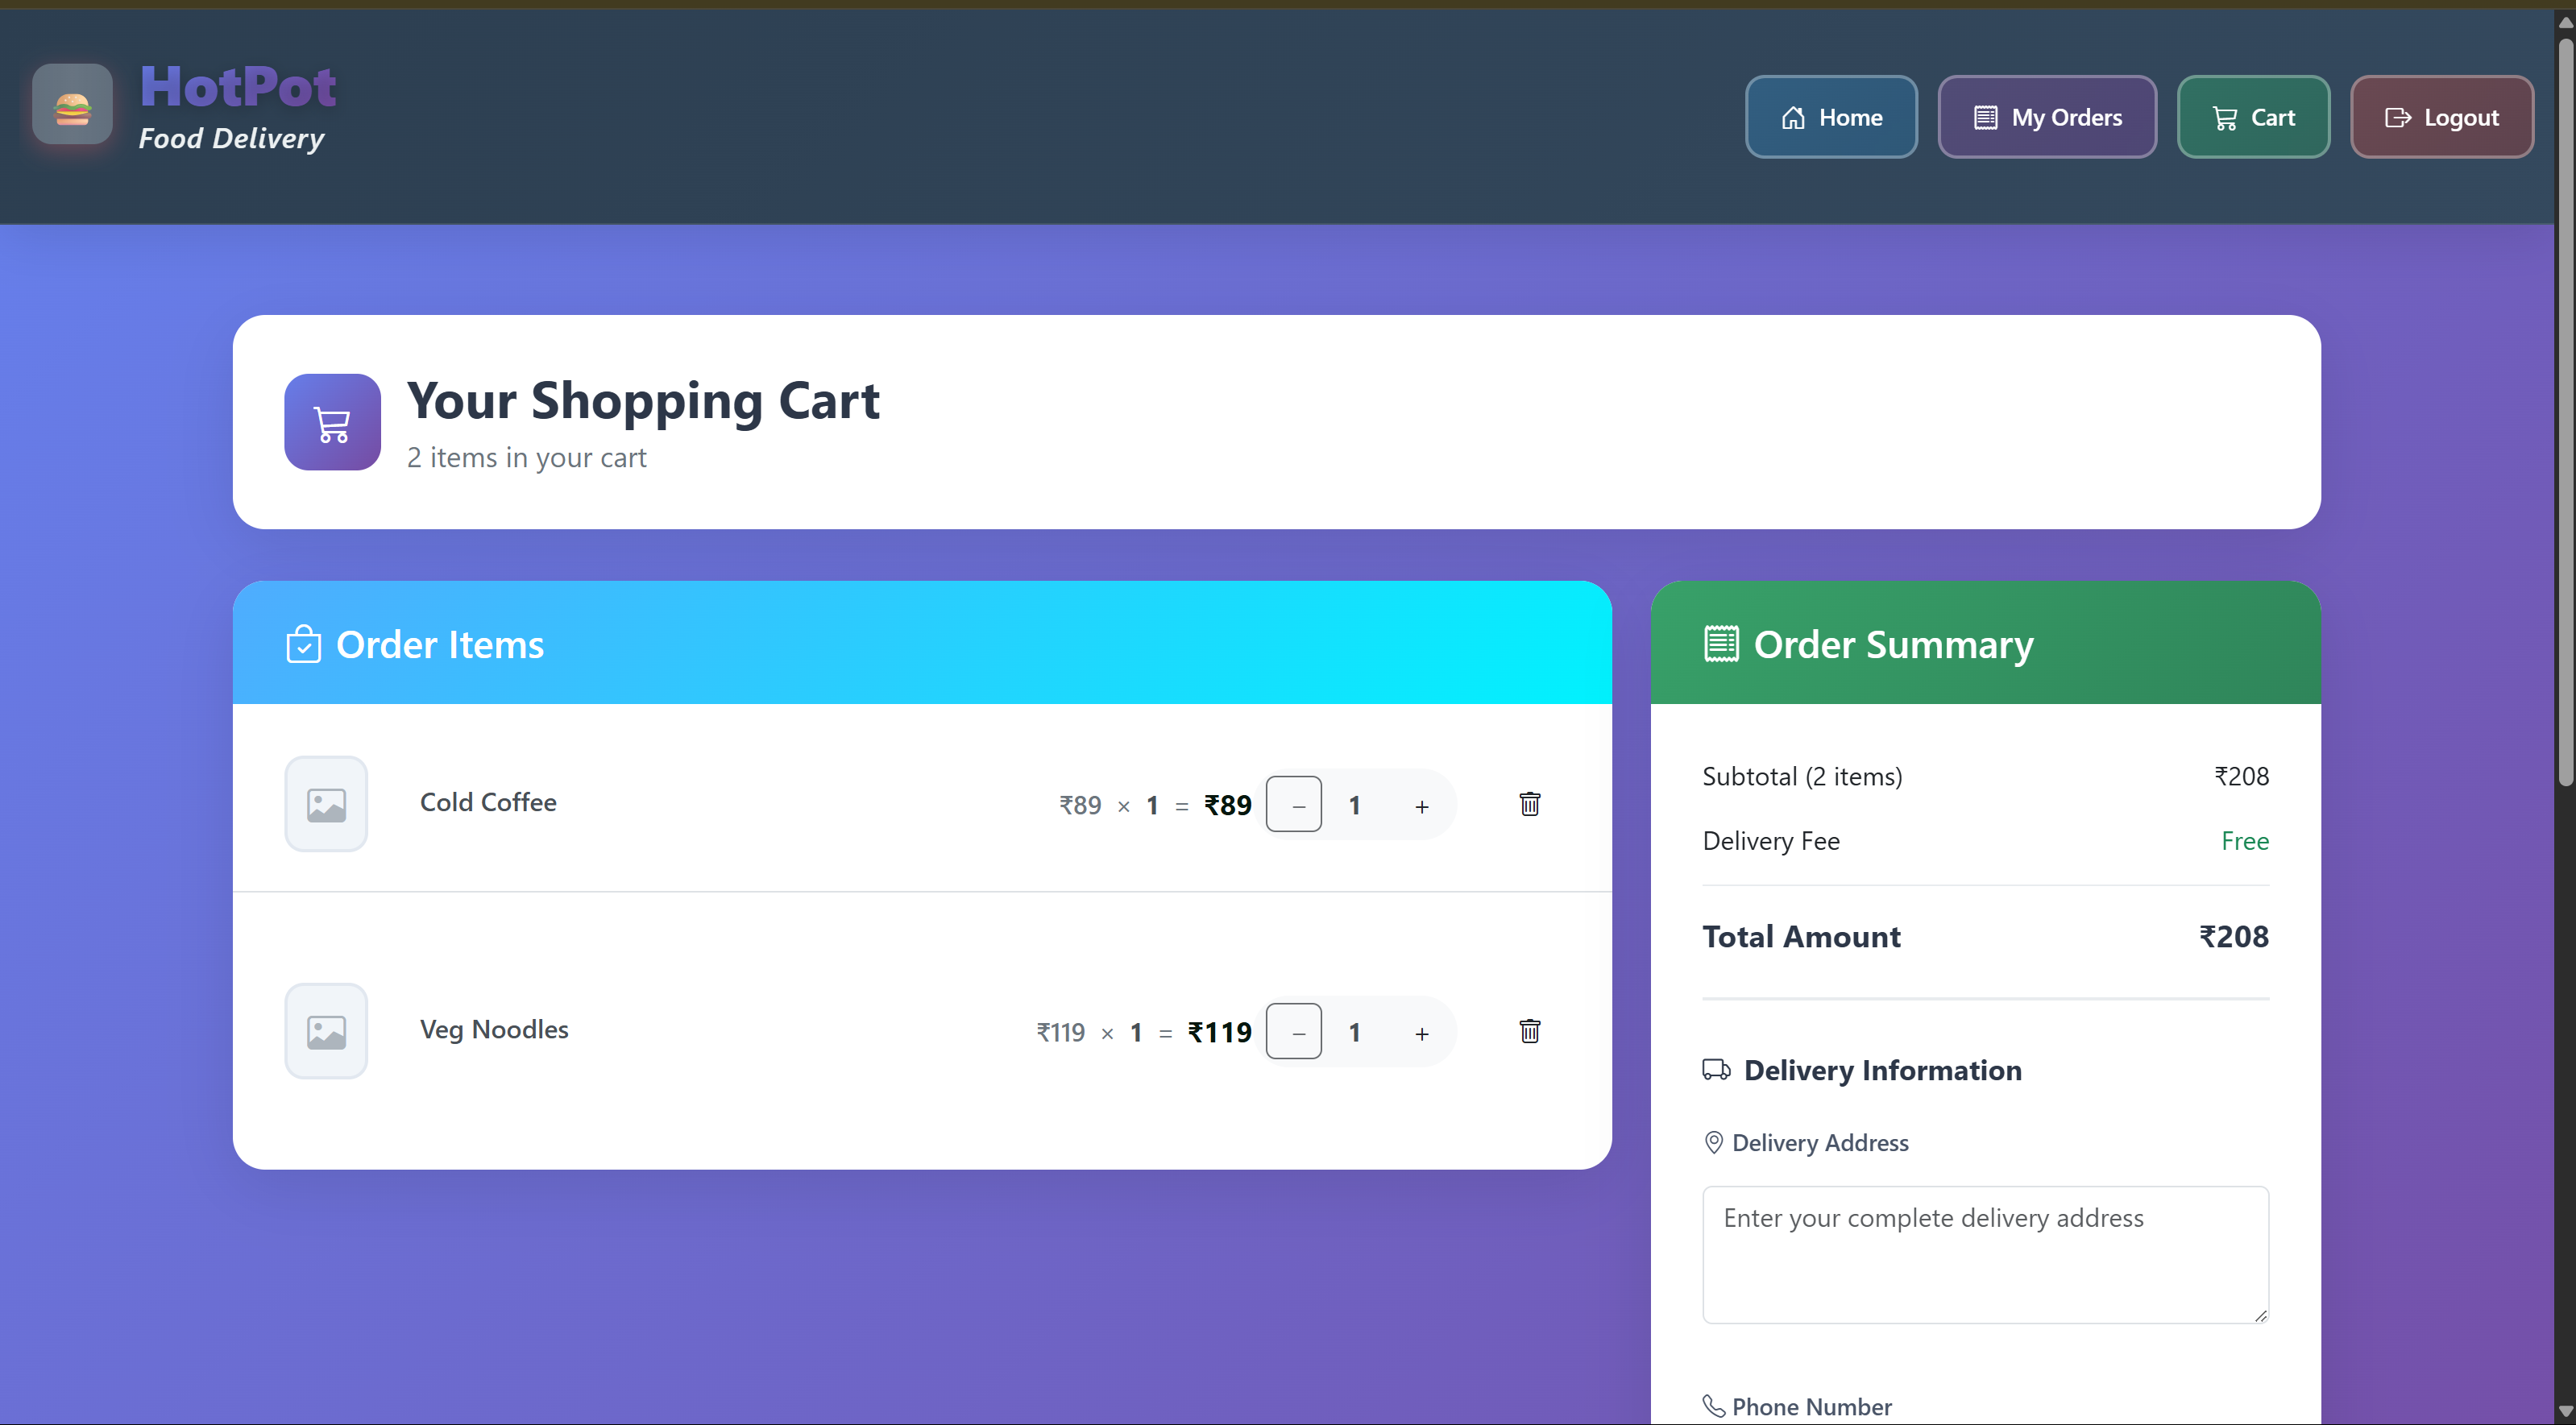 HotPot
Food Delivery
Home
My Orders
Cart
Logout
Your Shopping Cart
2 items in your cart
Order Items
Cold Coffee
₹89 × 1 = ₹89 − 1 +
Veg Noodles
₹119 × 1 = ₹119 − 1 +
Order Summary
Subtotal (2 items) ₹208
Delivery Fee Free
Total Amount ₹208
Delivery Information
Delivery Address
Enter your complete delivery address
Phone Number